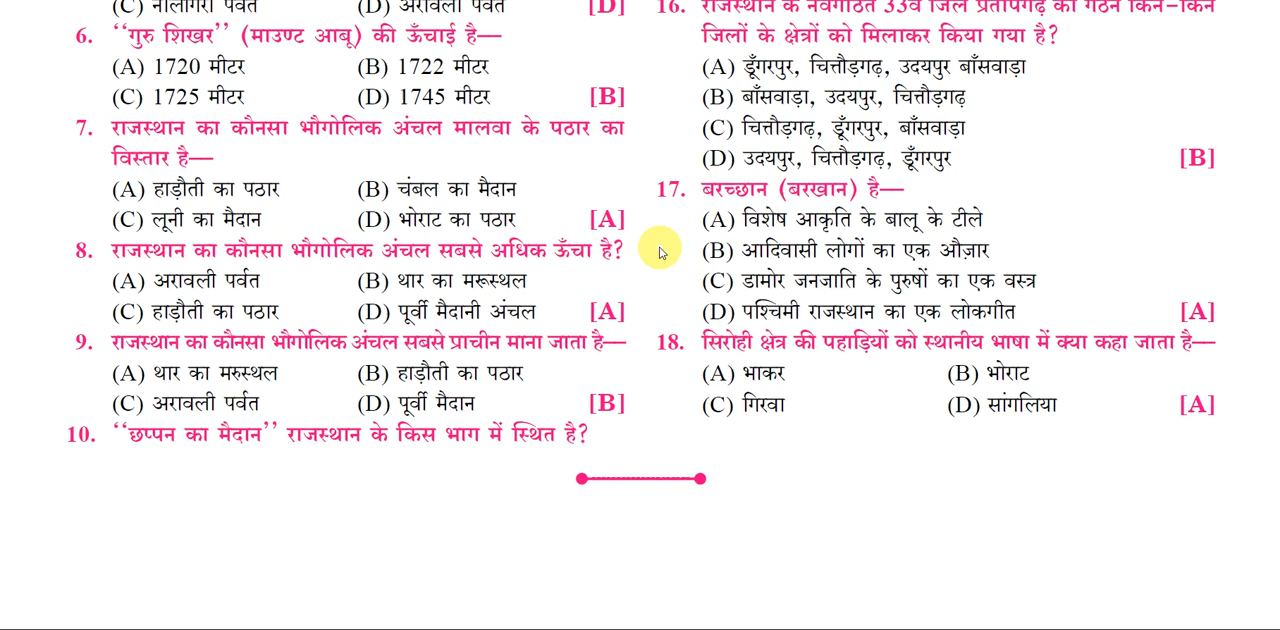 (C) नीलगिरी पर्वत (D) अरावली पर्वत [D]
6. ‘‘गुरु शिखर’’ (माउण्ट आबू) की ऊँचाई है—
(A) 1720 मीटर (B) 1722 मीटर
(C) 1725 मीटर (D) 1745 मीटर [B]
7. राजस्थान का कौनसा भौगोलिक अंचल मालवा के पठार का
विस्तार है—
(A) हाड़ौती का पठार (B) चंबल का मैदान
(C) लूनी का मैदान (D) भोराट का पठार [A]
8. राजस्थान का कौनसा भौगोलिक अंचल सबसे अधिक ऊँचा है?
(A) अरावली पर्वत (B) थार का मरूस्थल
(C) हाड़ौती का पठार (D) पूर्वी मैदानी अंचल [A]
9. राजस्थान का कौनसा भौगोलिक अंचल सबसे प्राचीन माना जाता है—
(A) थार का मरुस्थल (B) हाड़ौती का पठार
(C) अरावली पर्वत (D) पूर्वी मैदान [B]
10. ‘‘छप्पन का मैदान’’ राजस्थान के किस भाग में स्थित है?
16. राजस्थान के नवगठित 33वें जिले प्रतापगढ़ का गठन किन-किन
जिलों के क्षेत्रों को मिलाकर किया गया है?
(A) डूँगरपुर, चित्तौड़गढ़, उदयपुर बाँसवाड़ा
(B) बाँसवाड़ा, उदयपुर, चित्तौड़गढ़
(C) चित्तौड़गढ़, डूँगरपुर, बाँसवाड़ा
(D) उदयपुर, चित्तौड़गढ़, डूँगरपुर [B]
17. बरच्छान (बरखान) है—
(A) विशेष आकृति के बालू के टीले
(B) आदिवासी लोगों का एक औज़ार
(C) डामोर जनजाति के पुरुषों का एक वस्त्र
(D) पश्चिमी राजस्थान का एक लोकगीत [A]
18. सिरोही क्षेत्र की पहाड़ियों को स्थानीय भाषा में क्या कहा जाता है—
(A) भाकर (B) भोराट
(C) गिरवा (D) सांगलिया [A]